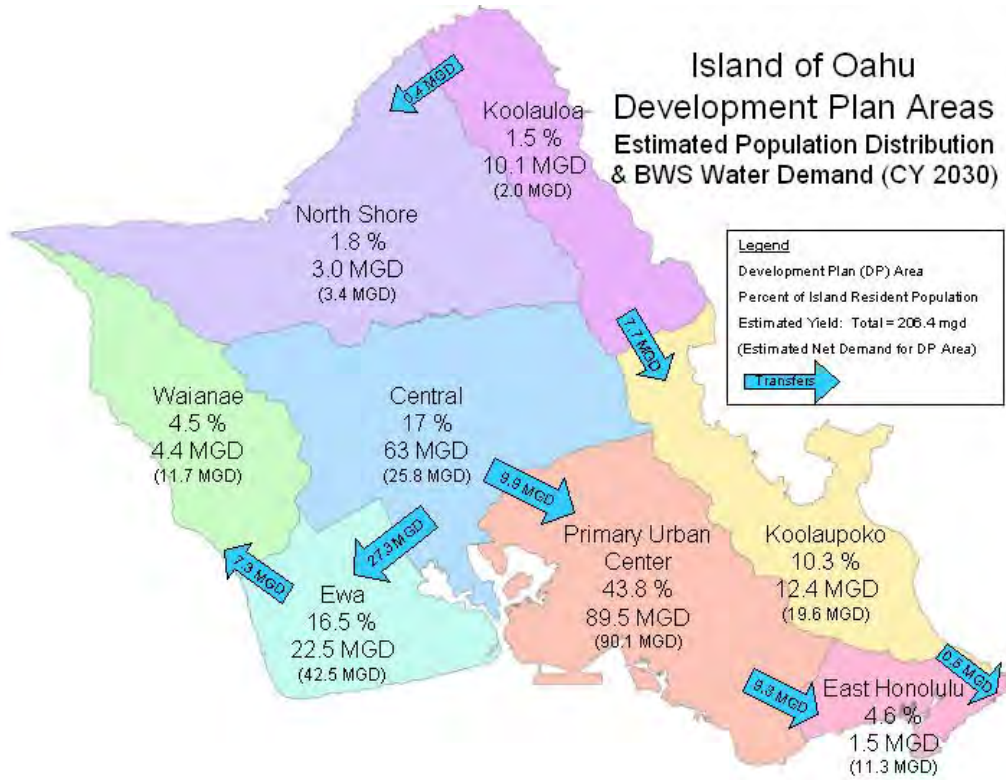 Island of Oahu
Development Plan Areas
Estimated Population Distribution
& BWS Water Demand (CY 2030)
0.4 MGD
Koolauloa
1.5 %
10.1 MGD
(2.0 MGD)
North Shore
1.8 %
3.0 MGD
(3.4 MGD)
Legend
Development Plan (DP) Area
Percent of Island Resident Population
Estimated Yield: Total = 206.4 mgd
(Estimated Net Demand for DP Area)
Transfers
7.7 MGD
Waianae
4.5 %
4.4 MGD
(11.7 MGD)
Central
17 %
63 MGD
(25.8 MGD)
9.9 MGD
27.3 MGD
7.3 MGD
Ewa
16.5 %
22.5 MGD
(42.5 MGD)
Primary Urban
Center
43.8 %
89.5 MGD
(90.1 MGD)
Koolaupoko
10.3 %
12.4 MGD
(19.6 MGD)
9.3 MGD
0.5 MGD
East Honolulu
4.6 %
1.5 MGD
(11.3 MGD)